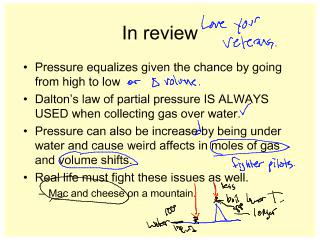 In review
Love your
veterans.
• Pressure equalizes given the chance by going
from high to low or Δ volume.
• Dalton's law of partial pressure IS ALWAYS
USED when collecting gas over water.
• Pressure can also be increased by being under
water and cause weird affects in moles of gas
and volume shifts.
fighter pilots.
• Real life must fight these issues as well.
– Mac and cheese on a mountain.
less
boil lower T.
longer
water